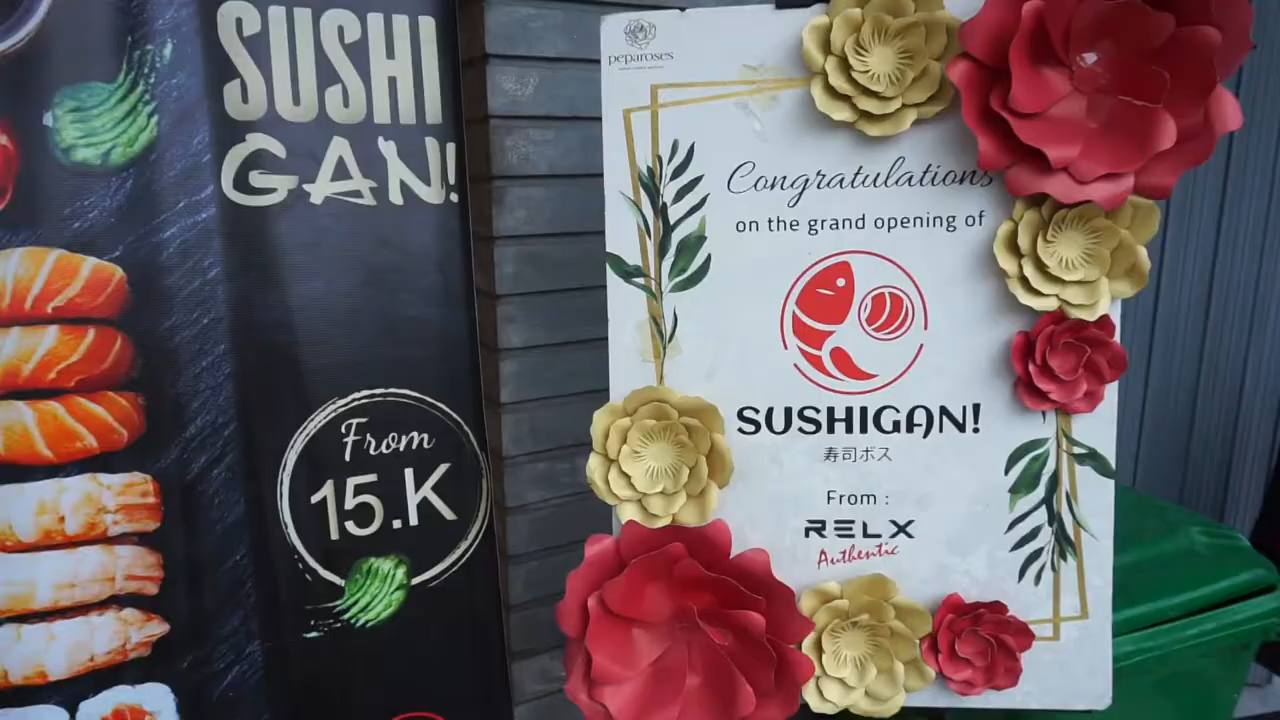 SUSHI
GAN!
From
15.K
peparoses
Congratulations
on the grand opening of
SUSHIGAN!
寿司ボス
From :
RELX
Authentic